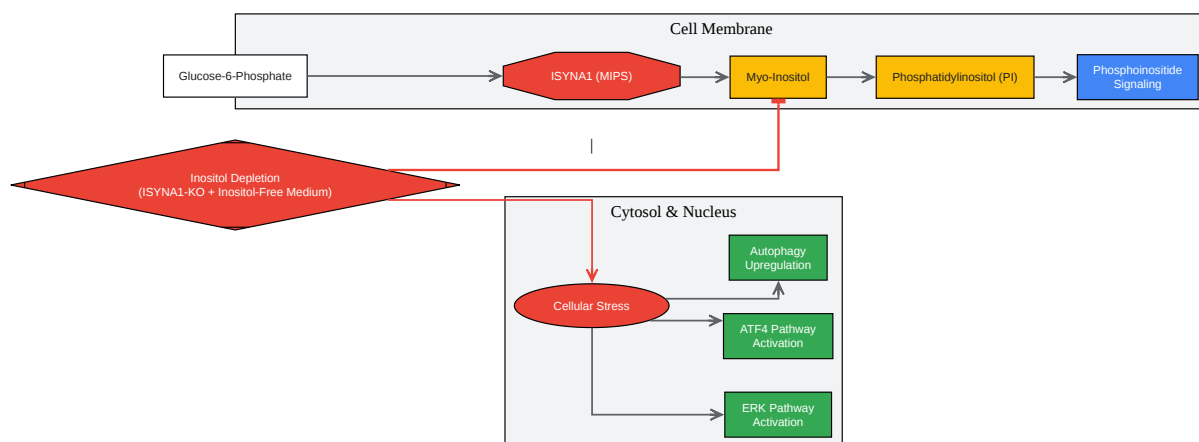 Cell Membrane
Glucose-6-Phosphate
ISYNA1 (MIPS)
Myo-Inositol
Phosphatidylinositol (PI)
Phosphoinositide
Signaling
Inositol Depletion
(ISYNA1-KO + Inositol-Free Medium)
Cytosol & Nucleus
Autophagy
Upregulation
Cellular Stress
ATF4 Pathway
Activation
ERK Pathway
Activation